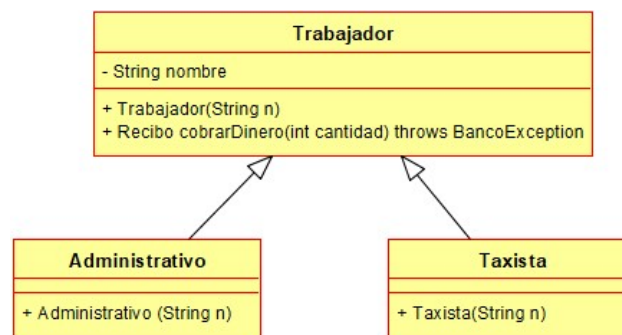 Trabajador
- String nombre
+ Trabajador(String n)
+ Recibo cobrarDinero(int cantidad) throws BancoException
Administrativo
+ Administrativo (String n)
Taxista
+ Taxista(String n)